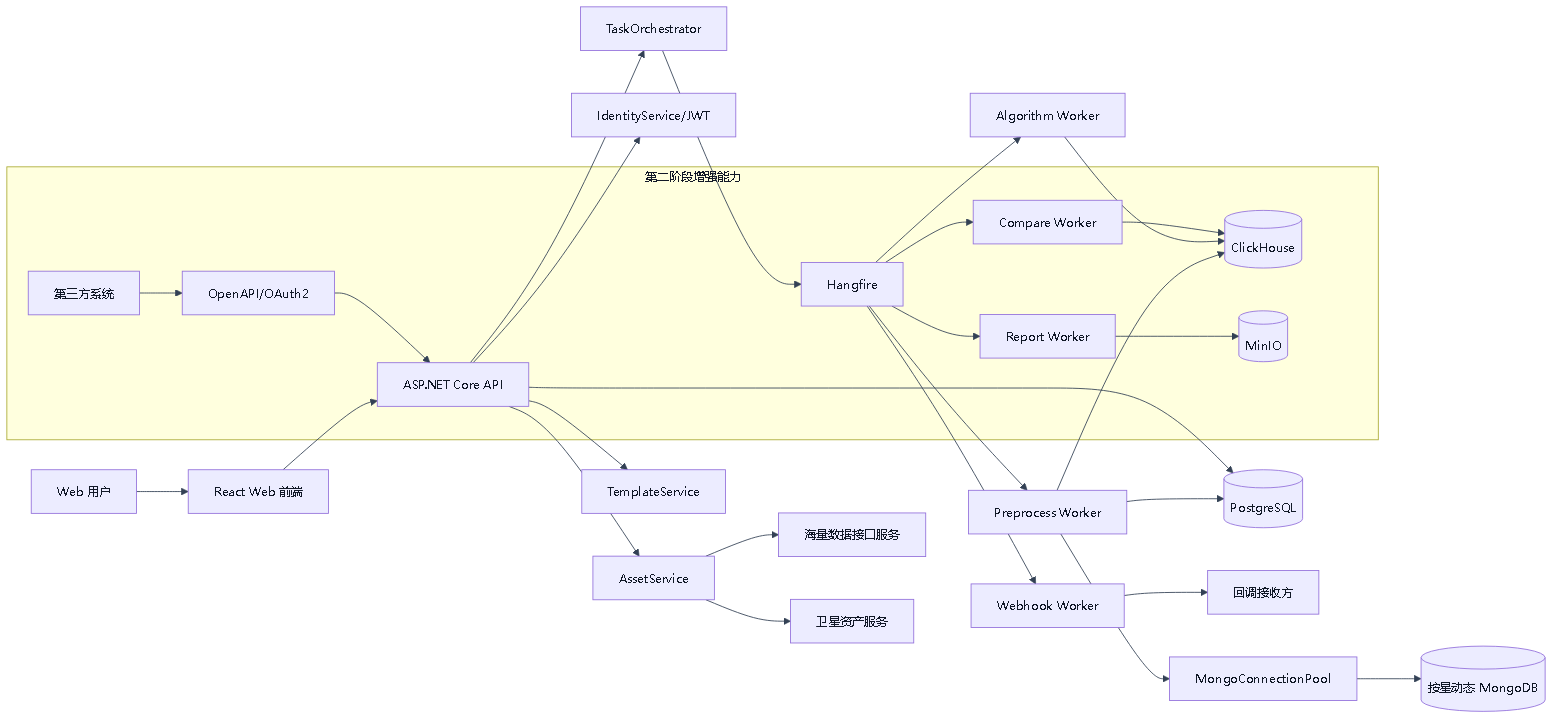 TaskOrchestrator
IdentityService/JWT
Algorithm Worker
第二阶段增强能力
Compare Worker
ClickHouse
第三方系统
OpenAPI/OAuth2
Hangfire
Report Worker
MinIO
ASP.NET Core API
Web 用户
React Web 前端
TemplateService
Preprocess Worker
PostgreSQL
海量数据接口服务
AssetService
Webhook Worker
回调接收方
卫星资产服务
MongoConnectionPool
按星动态 MongoDB